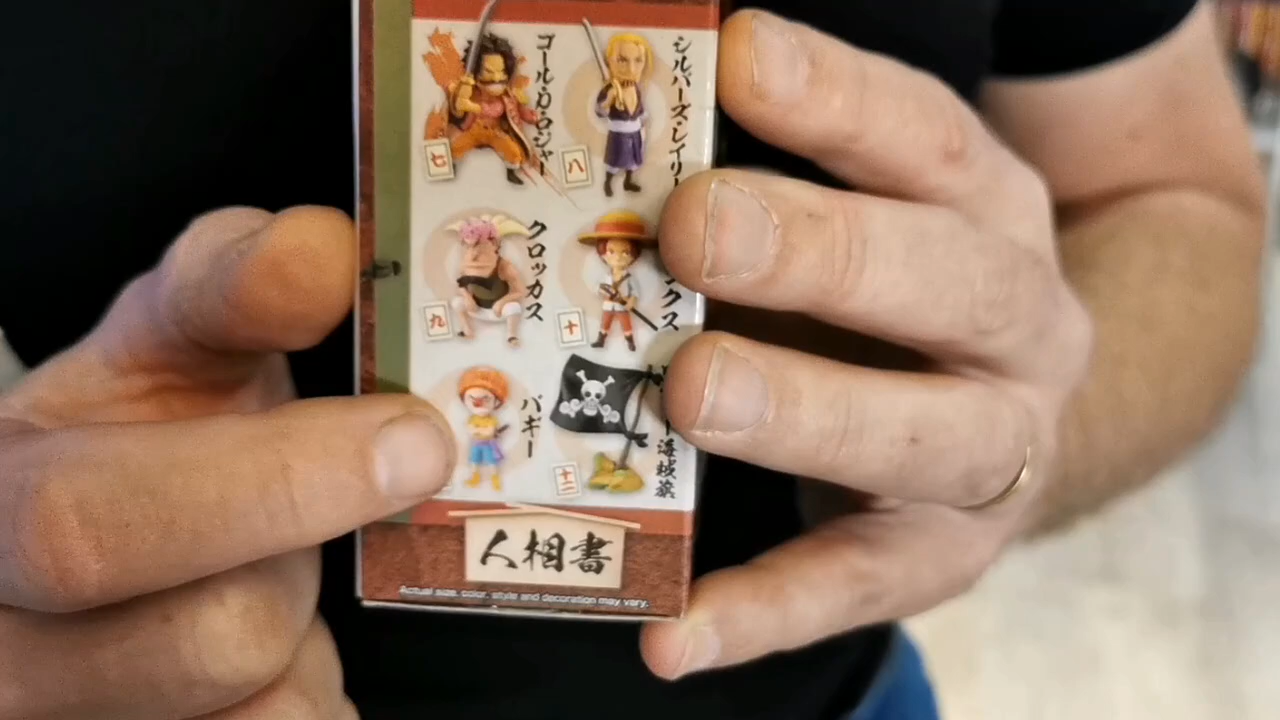 ゴール・D・ロジャー
七
シルバーズ・レイリー
八
クロッカス
九
クス
十
バギー
海賊旗
十二
人相書
Actual size, color, style and decoration may vary.